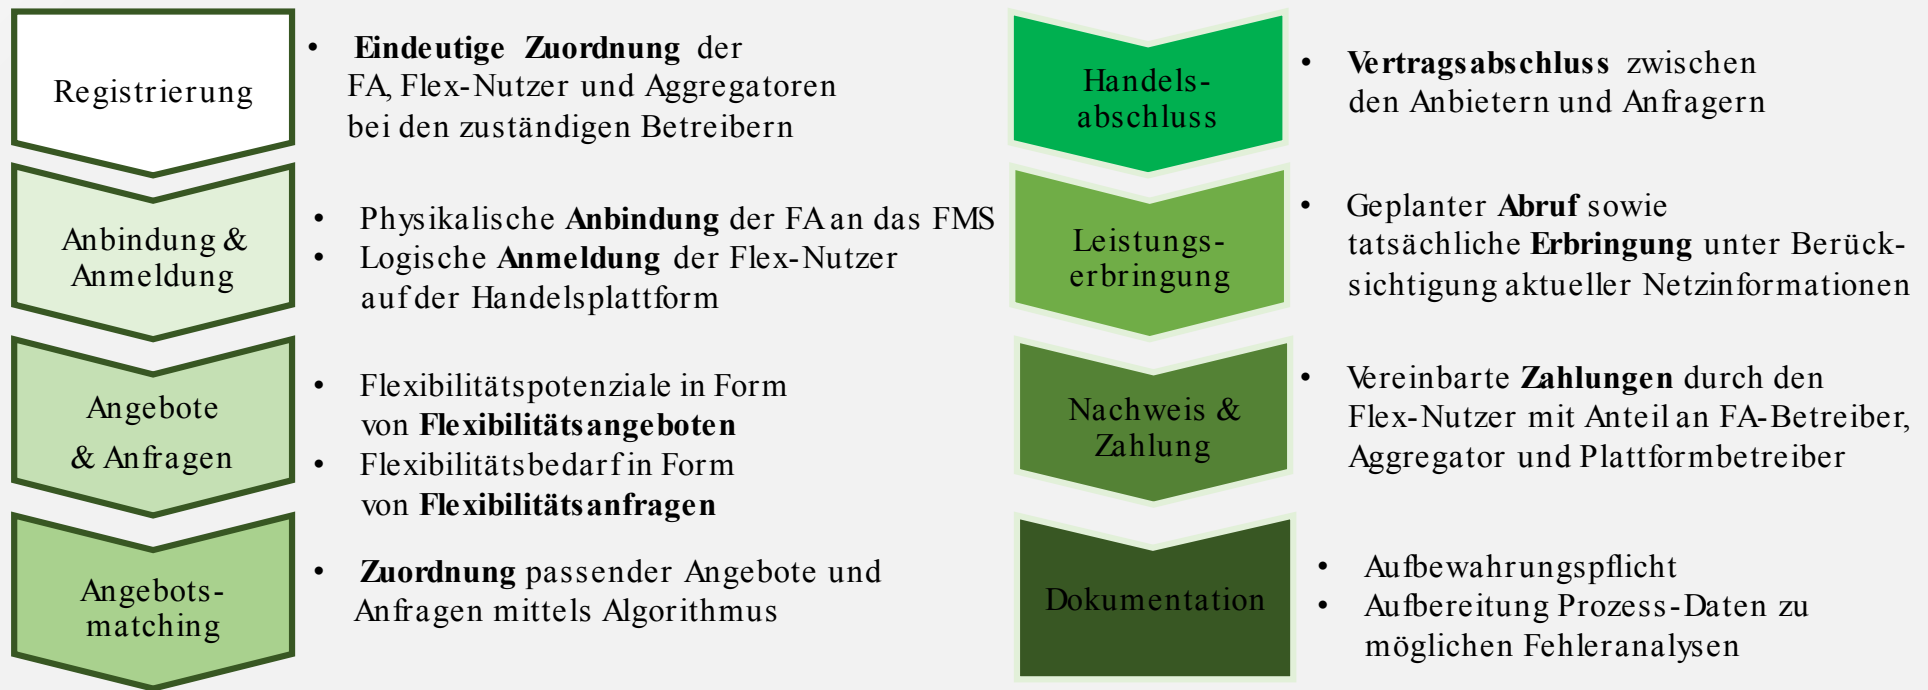 Registrierung
• Eindeutige Zuordnung der
FA, Flex-Nutzer und Aggregatoren
bei den zuständigen Betreibern
Anbindung &
Anmeldung
• Physikalische Anbindung der FA an das FMS
• Logische Anmeldung der Flex-Nutzer
auf der Handelsplattform
Angebote
& Anfragen
• Flexibilitätspotenziale in Form
von Flexibilitätsangeboten
• Flexibilitätsbedarf in Form
von Flexibilitätsanfragen
Angebots-
matching
• Zuordnung passender Angebote und
Anfragen mittels Algorithmus
Handels-
abschluss
• Vertragsabschluss zwischen
den Anbietern und Anfragern
Leistungs-
erbringung
• Geplanter Abruf sowie
tatsächliche Erbringung unter Berück-
sichtigung aktueller Netzinformationen
Nachweis &
Zahlung
• Vereinbarte Zahlungen durch den
Flex-Nutzer mit Anteil an FA-Betreiber,
Aggregator und Plattformbetreiber
Dokumentation
• Aufbewahrungspflicht
• Aufbereitung Prozess-Daten zu
möglichen Fehleranalysen